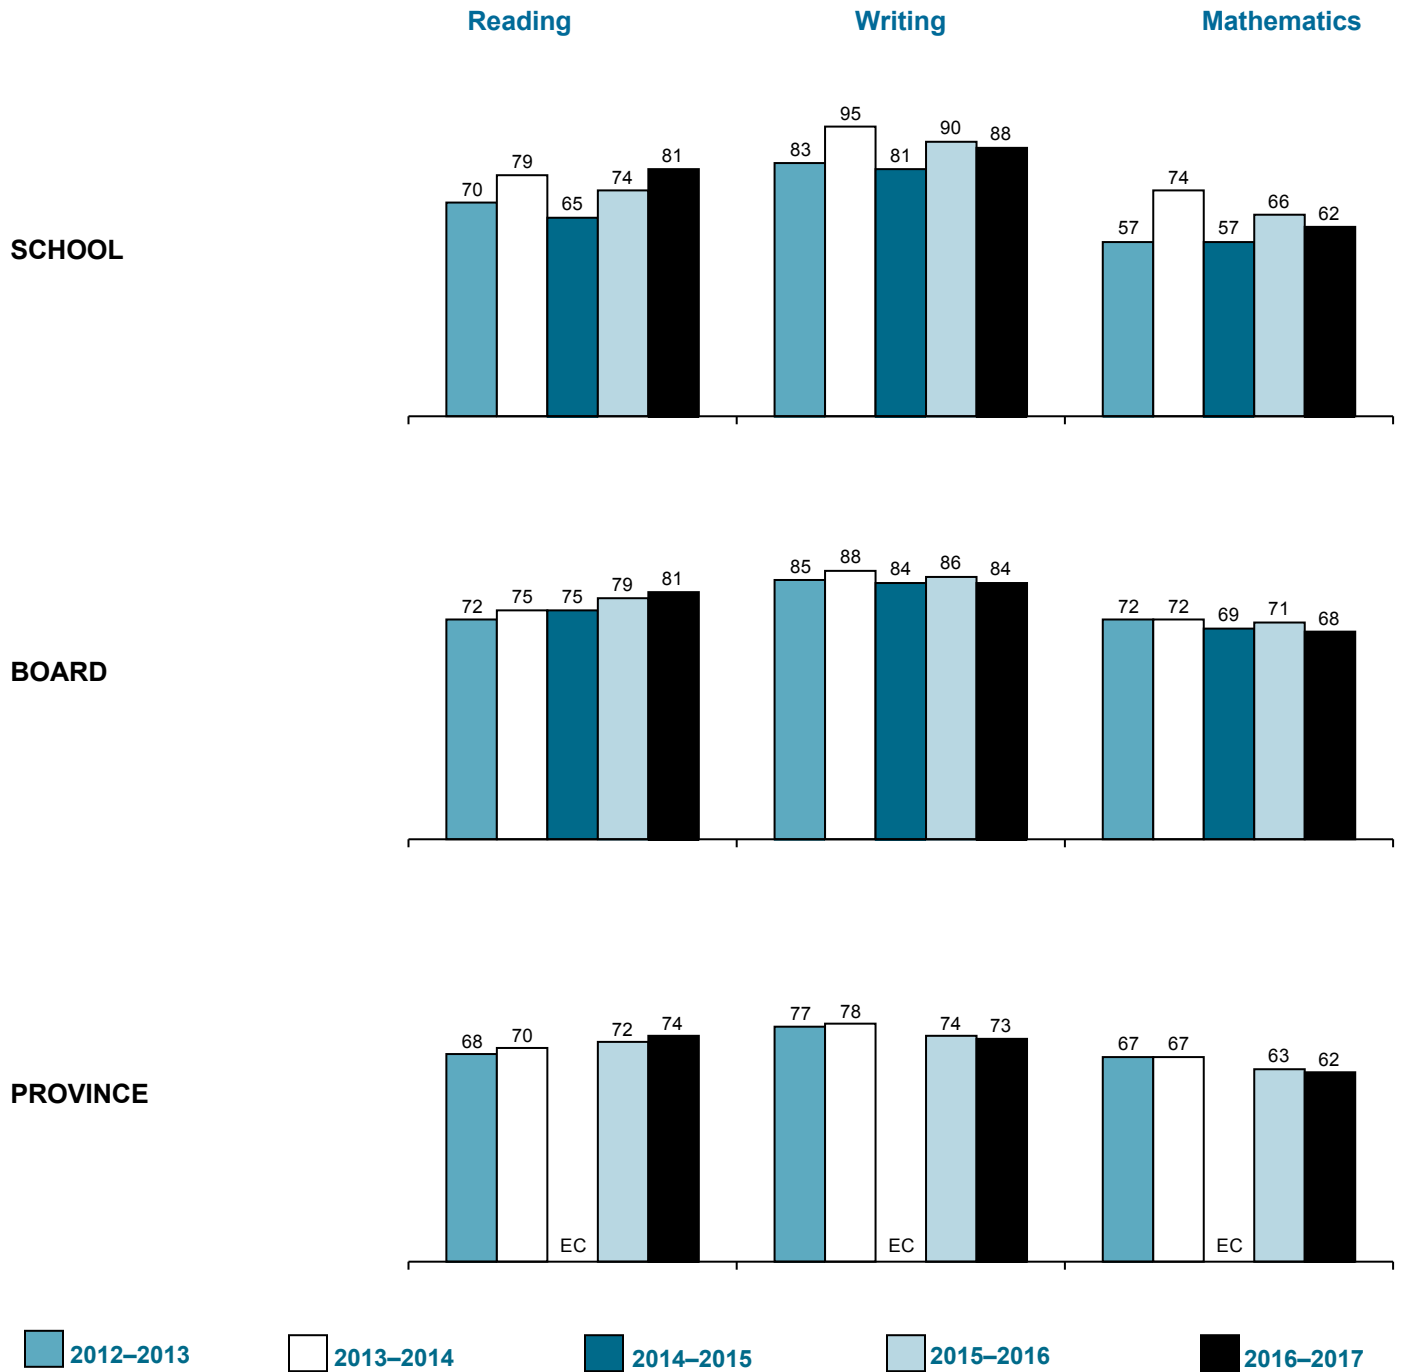 Reading Writing Mathematics
SCHOOL
70 79 65 74 81 83 95 81 90 88 57 74 57 66 62
BOARD
72 75 75 79 81 85 88 84 86 84 72 72 69 71 68
PROVINCE
68 70 EC 72 74 77 78 EC 74 73 67 67 EC 63 62
2012–2013 2013–2014 2014–2015 2015–2016 2016–2017